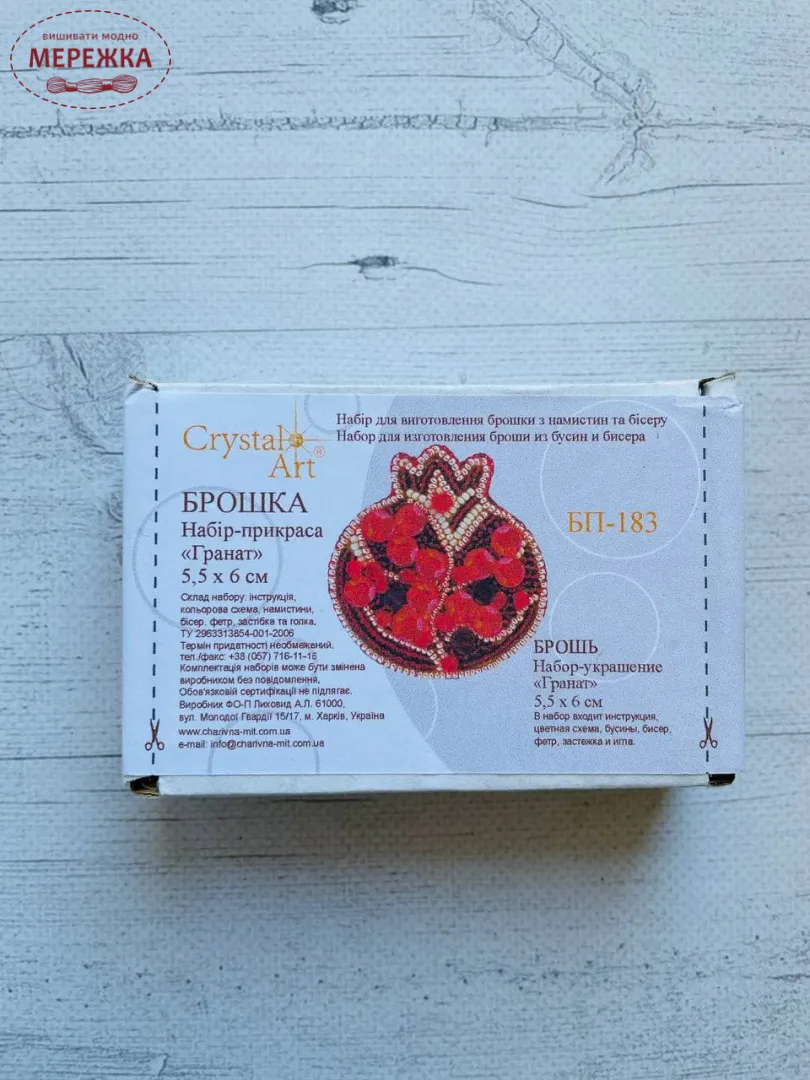 вишивати модно
МЕРЕЖКА
Набір для виготовлення брошки з намистин та бісеру
Набор для изготовления броши из бусин и бисера
Crystal
Art®
БРОШКА
Набір-прикраса
«Гранат»
5,5 х 6 см
Склад набору: інструкція,
кольорова схема, намистини,
бісер, фетр, застібка та голка.
ТУ 2963313854-001-2006
Термін придатності необмежений.
тел./факс: +38 (057) 716-11-16
Комплектація наборів може бути змінена
виробником без повідомлення.
Обов'язковій сертифікації не підлягає.
Виробник ФО-П Лиховид А.Л. 61000,
вул. Молодої Гвардії 15/17, м. Харків, Україна
www.charivna-mit.com.ua
e-mail: info@charivna-mit.com.ua
БП-183
БРОШЬ
Набор-украшение
«Гранат»
5,5 х 6 см
В набор входит инструкция,
цветная схема, бусины, бисер,
фетр, застежка и игла.